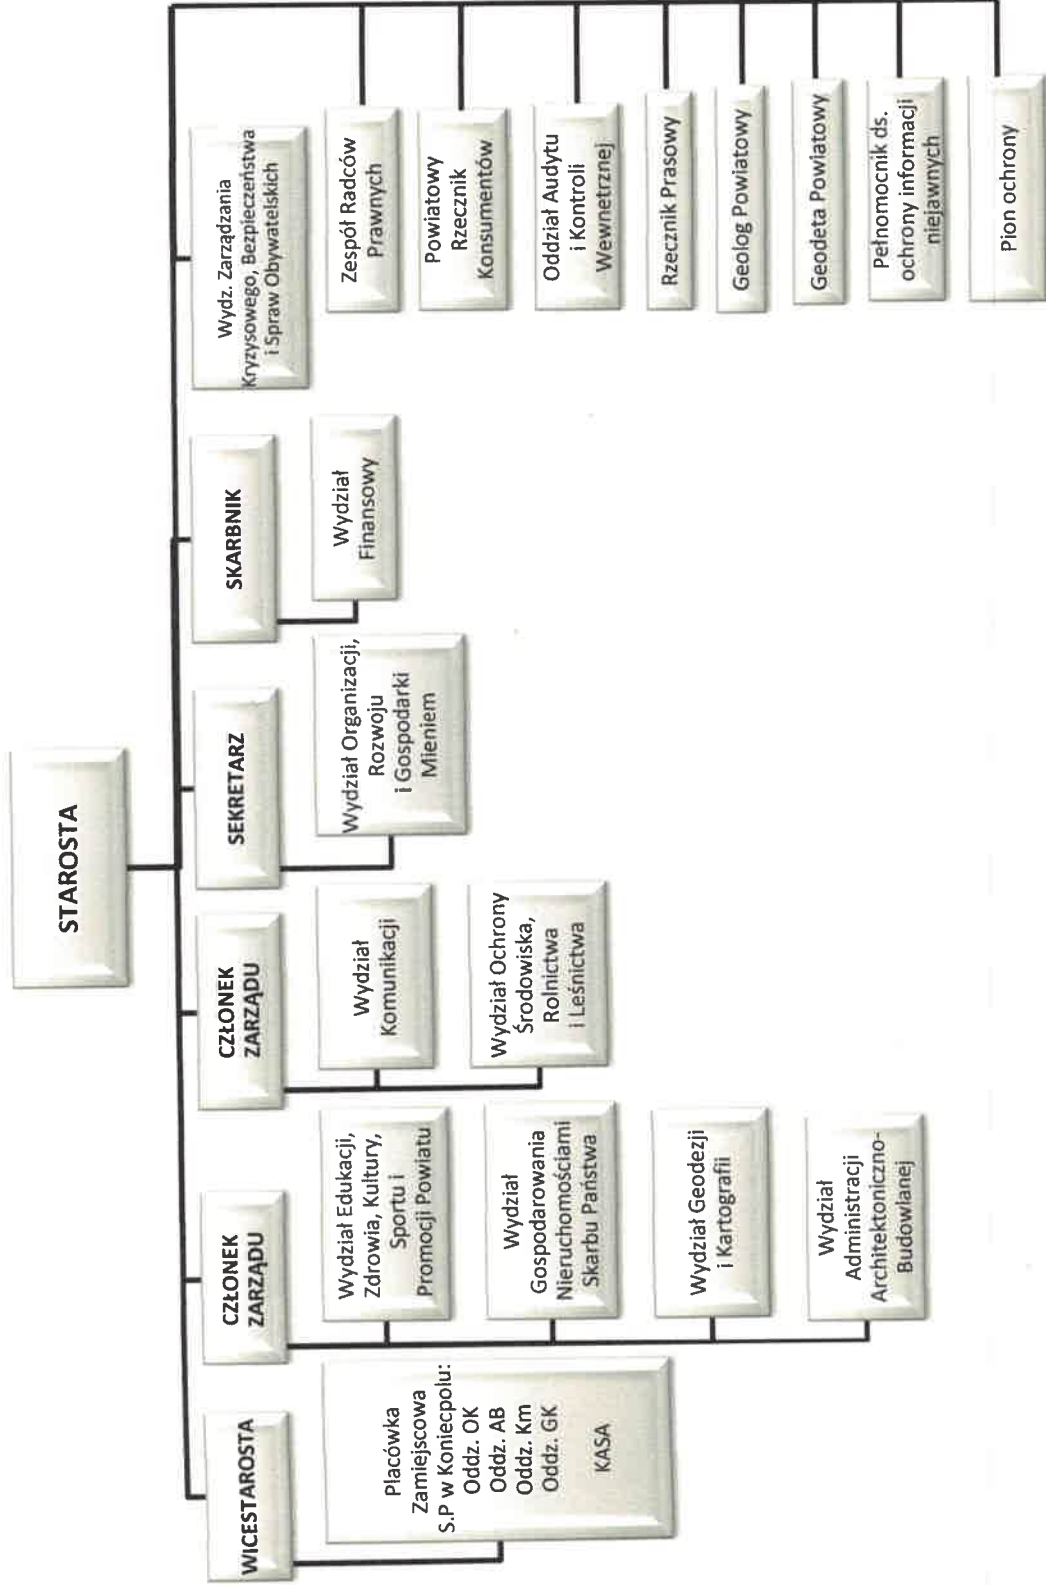 STAROSTA
WICESTAROSTA
Płacówka
Zamiejscowa
S.P w Koniecpolu:
Oddz. OK
Oddz. AB
Oddz. Km
Oddz. GK
KASA
CZŁONEK
ZARZĄDU
Wydział Edukacji,
Zdrowia, Kultury,
Sportu i
Promocji Powiatu
Wydział
Gospodarowania
Nieruchomościami
Skarbu Państwa
Wydział Geodezji
i Kartografii
Wydział
Administracji
Architektoniczno-
Budowlanej
CZŁONEK
ZARZĄDU
Wydział
Komunikacji
Wydział Ochrony
Środowiska,
Rolnictwa
i Leśnictwa
SEKRETARZ
Wydział Organizacji,
Rozwoju
i Gospodarki
Mieniem
SKARBNIK
Wydział
Finansowy
Wydz. Zarządzania
Kryzysowego, Bezpieczeństwa
i Spraw Obywatelskich
Zespół Radców
Prawnych
Powiatowy
Rzecznik
Konsumentów
Oddział Audytu
i Kontroli
Wewnetrznej
Rzecznik Prasowy
Geolog Powiatowy
Geodeta Powiatowy
Pełnomocnik ds.
ochrony informacji
niejawnych
Pion ochrony